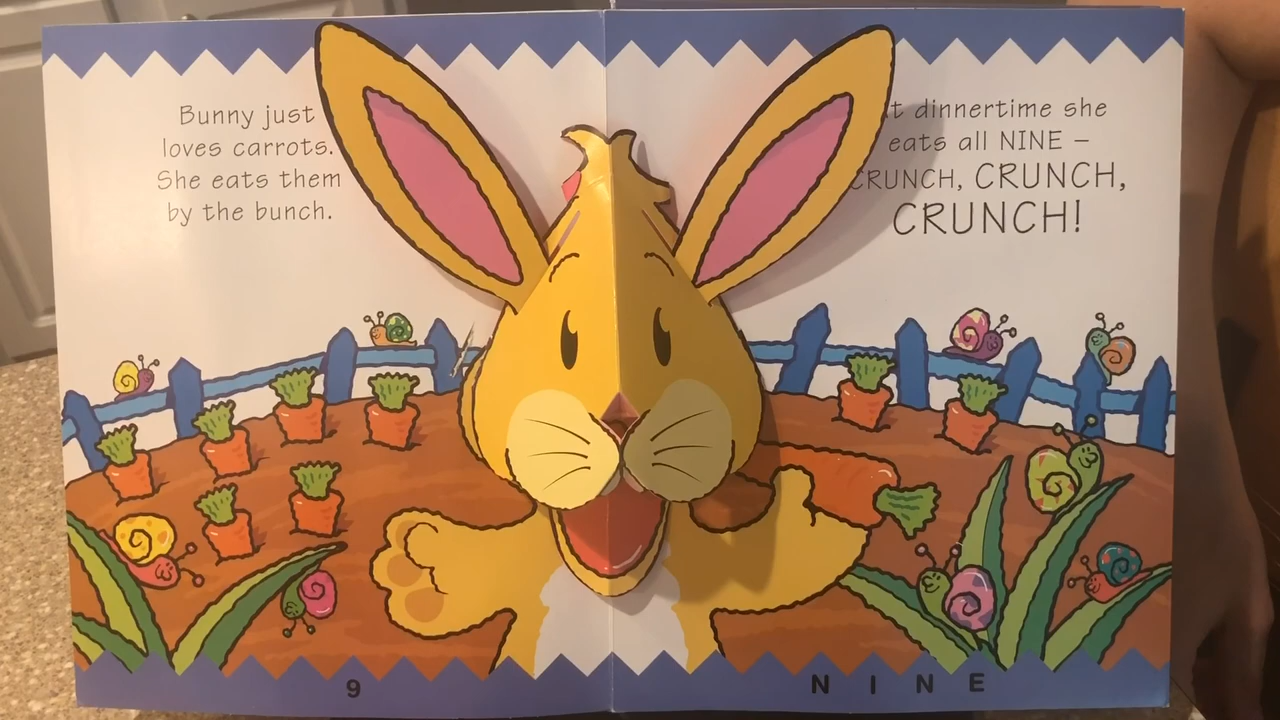 Bunny just
loves carrots.
She eats them
by the bunch.
At dinnertime she
eats all NINE –
CRUNCH, CRUNCH,
CRUNCH!
9
NINE